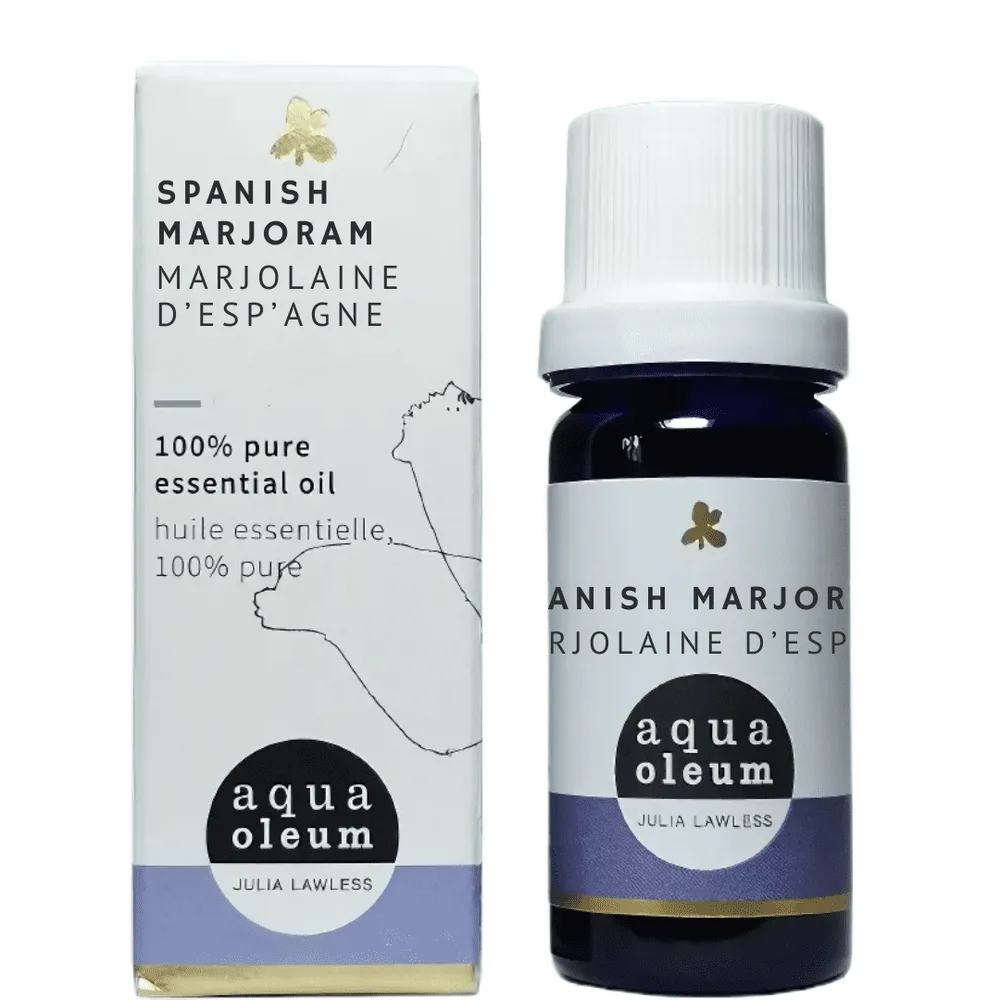 SPANISH
MARJORAM
MARJOLAINE
D’ESP’AGNE
100% pure
essential oil
huile essentielle,
100% pure
aqua
oleum
JULIA LAWLESS
ANISH MARJOR
RJOLAINE D’ESP
aqua
oleum
JULIA LAWLESS